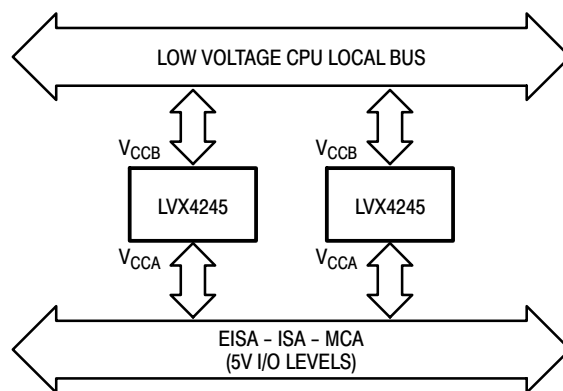 LOW VOLTAGE CPU LOCAL BUS
VCCB VCCB
LVX4245 LVX4245
VCCA VCCA
EISA – ISA – MCA
(5V I/O LEVELS)